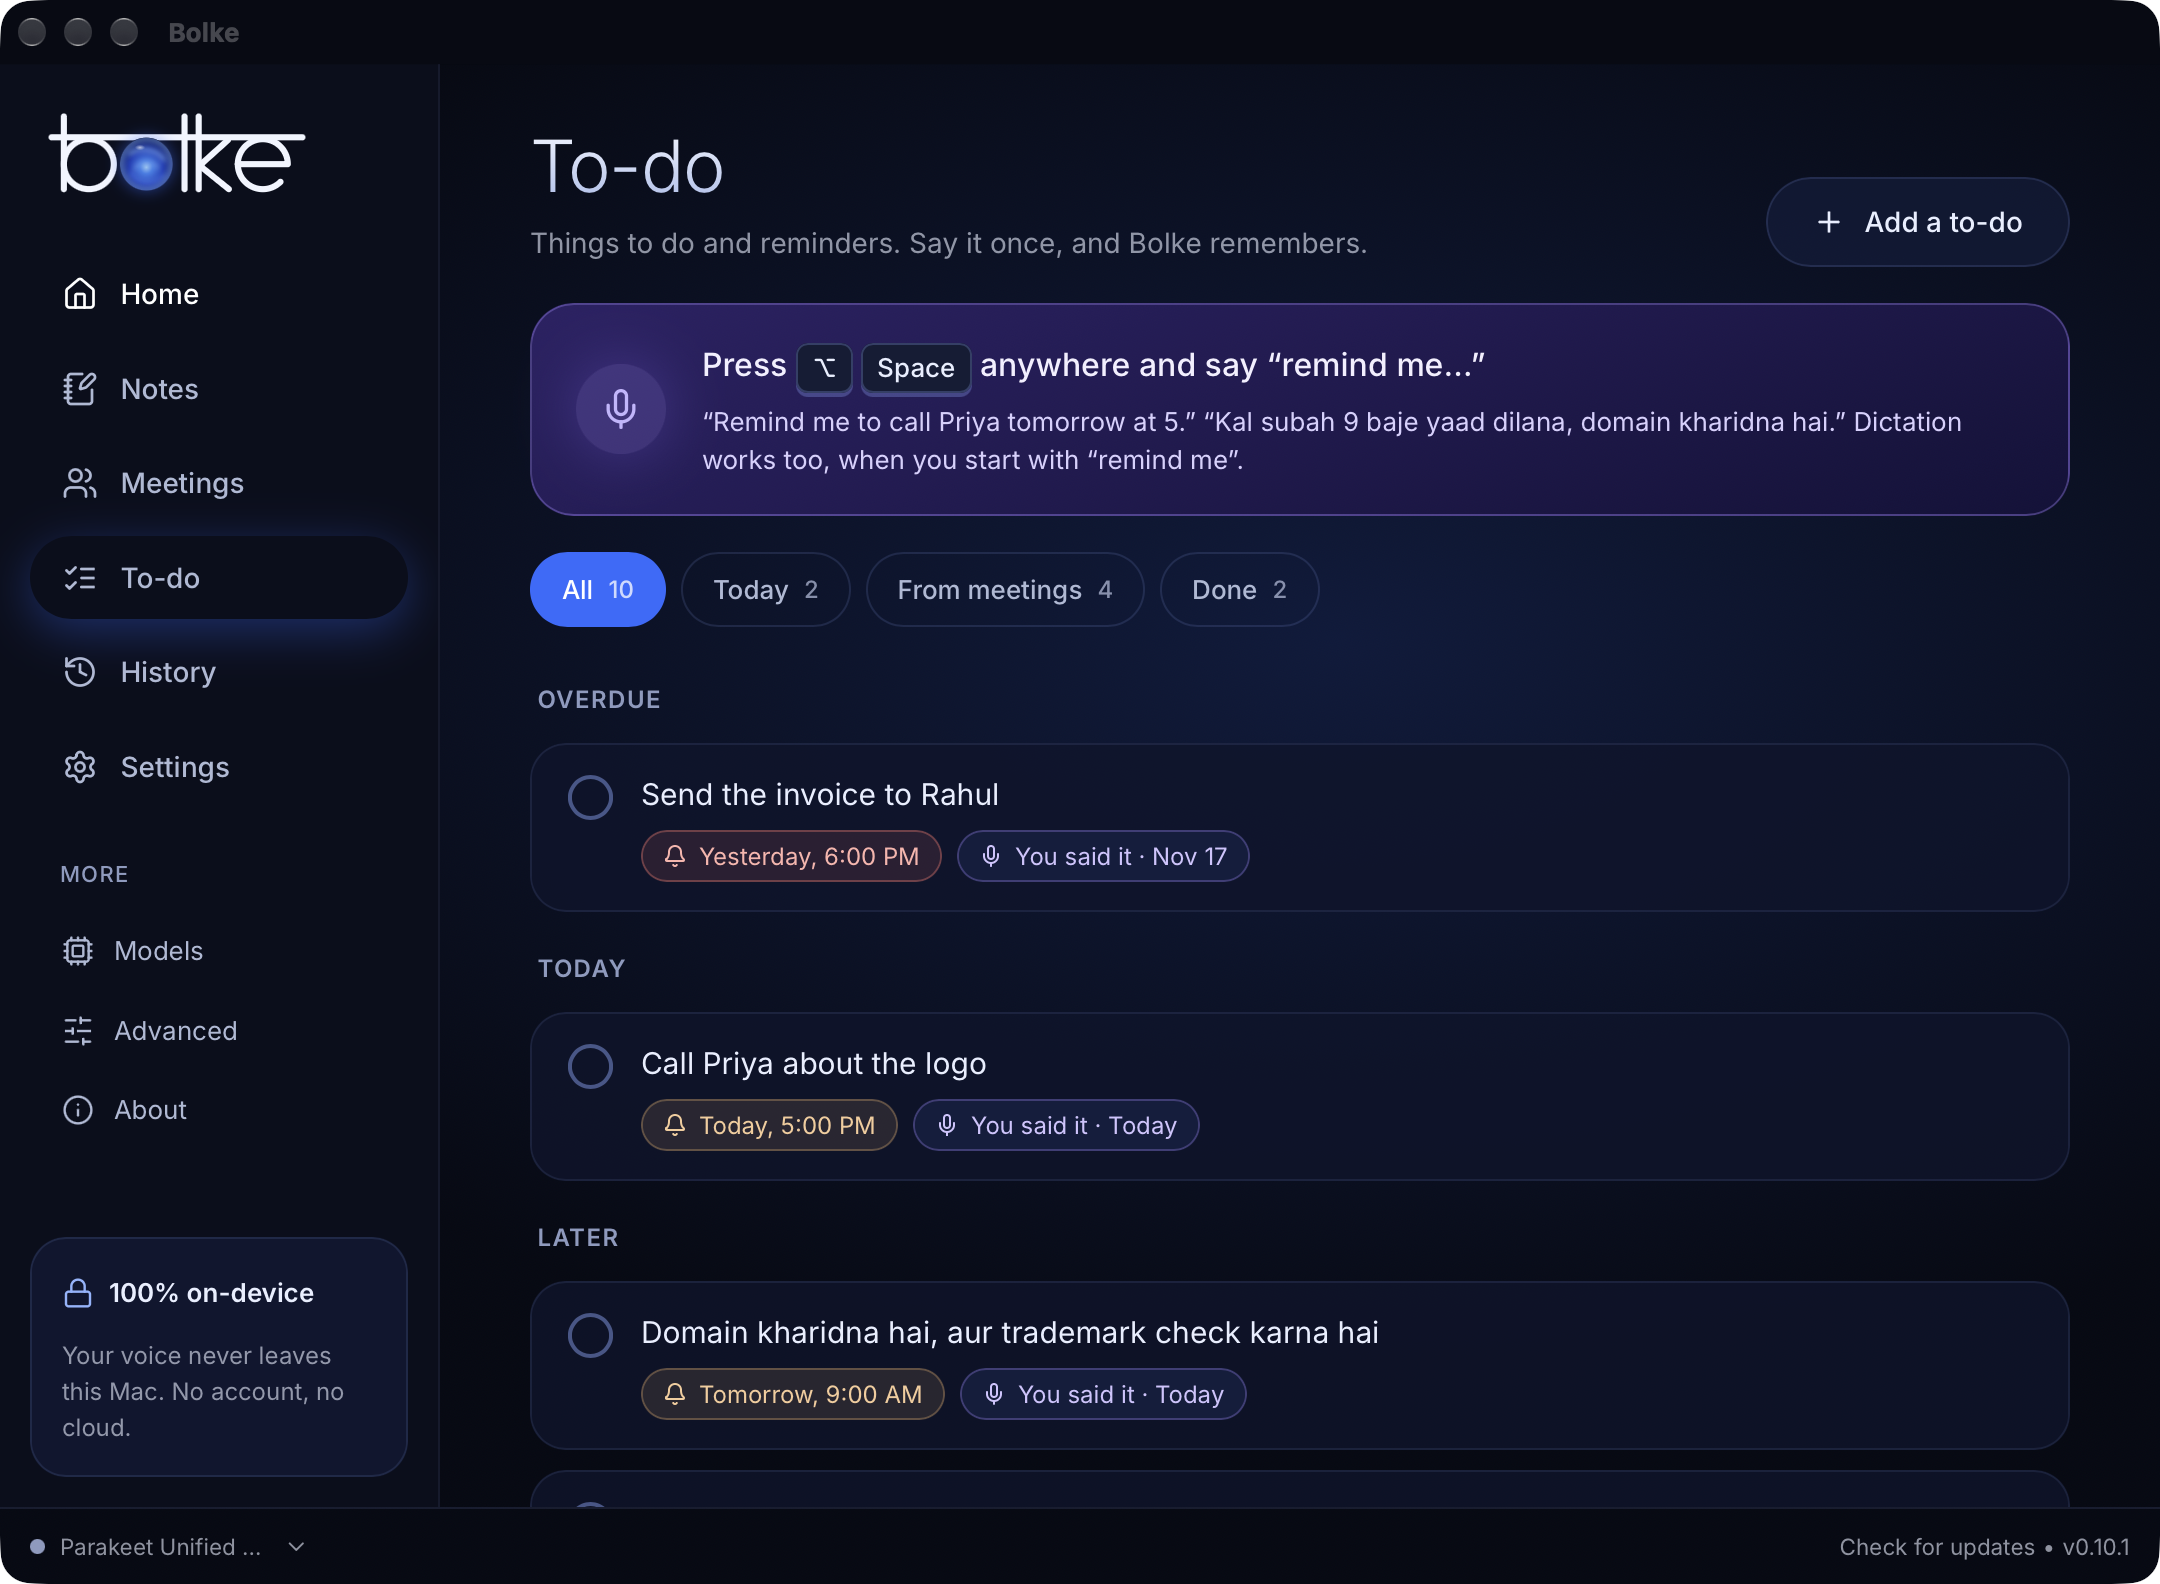 Bolke
bolke
Home
Notes
Meetings
To-do
History
Settings
MORE
Models
Advanced
About
100% on-device
Your voice never leaves
this Mac. No account, no
cloud.
To-do
Things to do and reminders. Say it once, and Bolke remembers.
+ Add a to-do
Press ⌥ Space anywhere and say “remind me…”
“Remind me to call Priya tomorrow at 5.” “Kal subah 9 baje yaad dilana, domain kharidna hai.” Dictation
works too, when you start with “remind me”.
All 10 Today 2 From meetings 4 Done 2
OVERDUE
Send the invoice to Rahul
Yesterday, 6:00 PM You said it · Nov 17
TODAY
Call Priya about the logo
Today, 5:00 PM You said it · Today
LATER
Domain kharidna hai, aur trademark check karna hai
Tomorrow, 9:00 AM You said it · Today
Parakeet Unified ...
Check for updates • v0.10.1